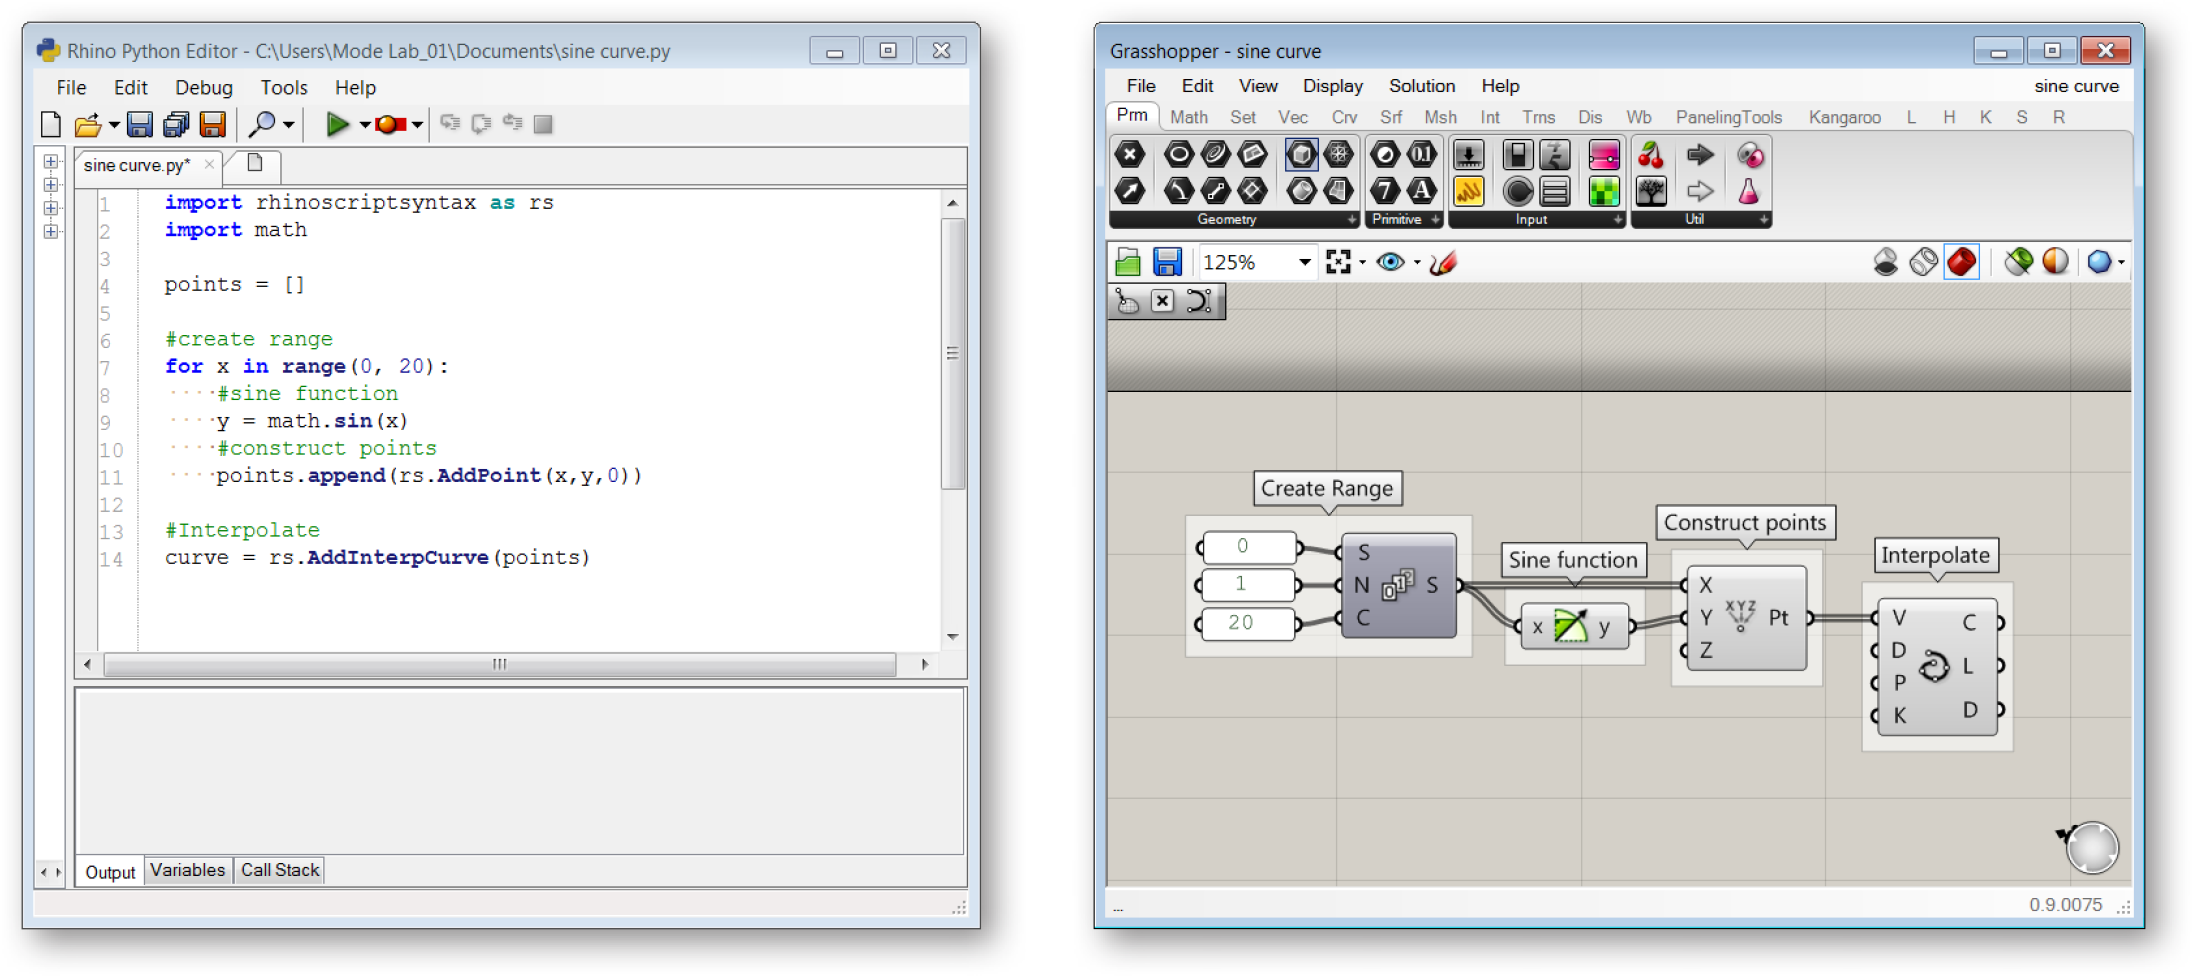 Rhino Python Editor - C:\Users\Mode Lab_01\Documents\sine curve.py
File Edit Debug Tools Help
sine curve.py*
1 import rhinoscriptsyntax as rs
2 import math
3
4 points = []
5
6 #create range
7 for x in range(0, 20):
8 ····#sine function
9 ····y = math.sin(x)
10 ····#construct points
11 ····points.append(rs.AddPoint(x,y,0))
12
13 #Interpolate
14 curve = rs.AddInterpCurve(points)
Output Variables Call Stack
Grasshopper - sine curve
File Edit View Display Solution Help sine curve
Prm Math Set Vec Crv Srf Msh Int Trns Dis Wb PanelingTools Kangaroo L H K S R
0.1
7 A
Geometry Primitive Input Util
125%
Create Range
0
1
20
S
N
C
S
Sine function
x y
Construct points
X
Y
Z
XYZ
Pt
Interpolate
V
D
P
K
C
L
D
... 0.9.0075